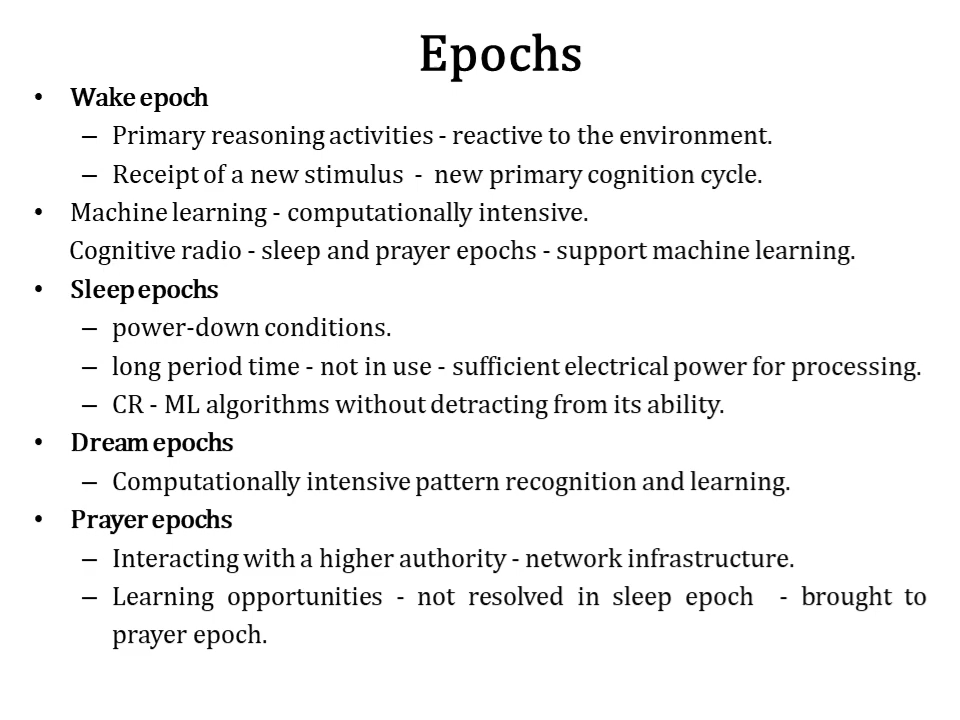 Epochs
• Wake epoch
– Primary reasoning activities - reactive to the environment.
– Receipt of a new stimulus - new primary cognition cycle.
• Machine learning - computationally intensive.
Cognitive radio - sleep and prayer epochs - support machine learning.
• Sleep epochs
– power-down conditions.
– long period time - not in use - sufficient electrical power for processing.
– CR - ML algorithms without detracting from its ability.
• Dream epochs
– Computationally intensive pattern recognition and learning.
• Prayer epochs
– Interacting with a higher authority - network infrastructure.
– Learning opportunities - not resolved in sleep epoch - brought to
prayer epoch.